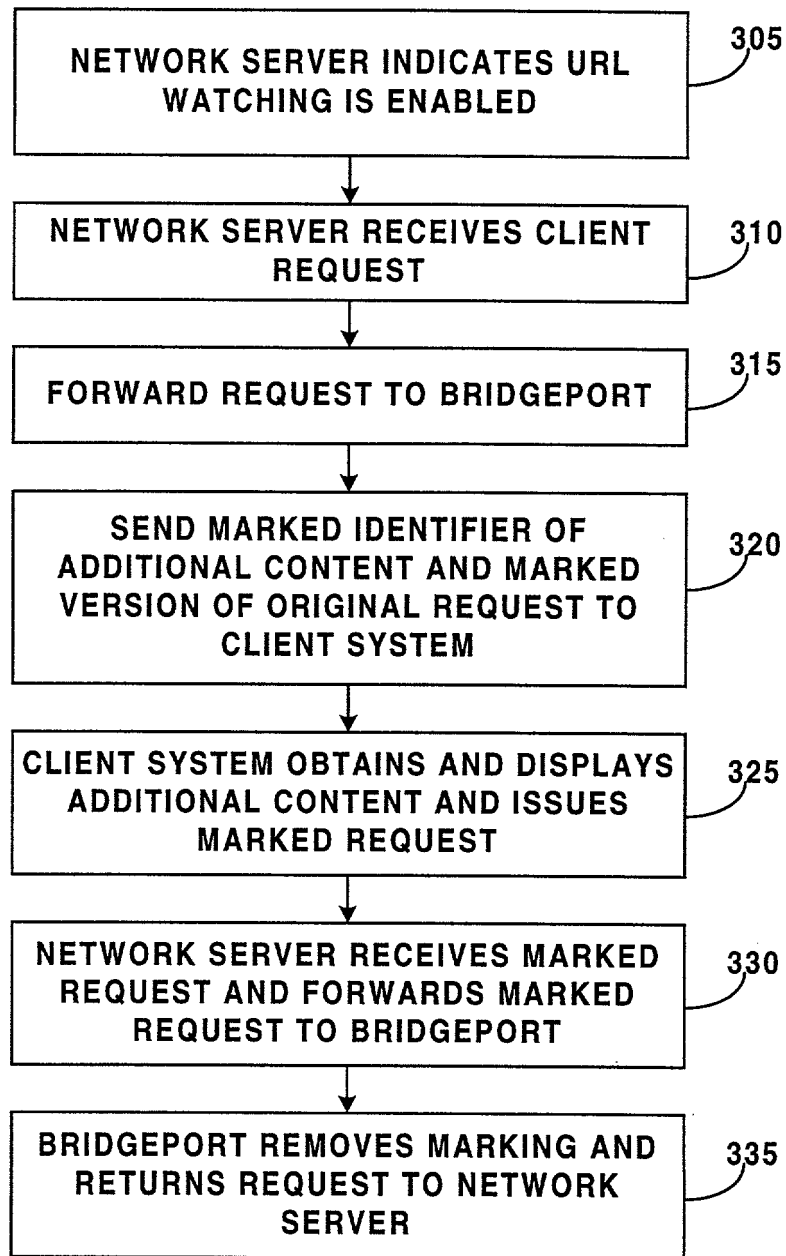 NETWORK SERVER INDICATES URL
WATCHING IS ENABLED
305
NETWORK SERVER RECEIVES CLIENT
REQUEST
310
FORWARD REQUEST TO BRIDGEPORT
315
SEND MARKED IDENTIFIER OF
ADDITIONAL CONTENT AND MARKED
VERSION OF ORIGINAL REQUEST TO
CLIENT SYSTEM
320
CLIENT SYSTEM OBTAINS AND DISPLAYS
ADDITIONAL CONTENT AND ISSUES
MARKED REQUEST
325
NETWORK SERVER RECEIVES MARKED
REQUEST AND FORWARDS MARKED
REQUEST TO BRIDGEPORT
330
BRIDGEPORT REMOVES MARKING AND
RETURNS REQUEST TO NETWORK
SERVER
335